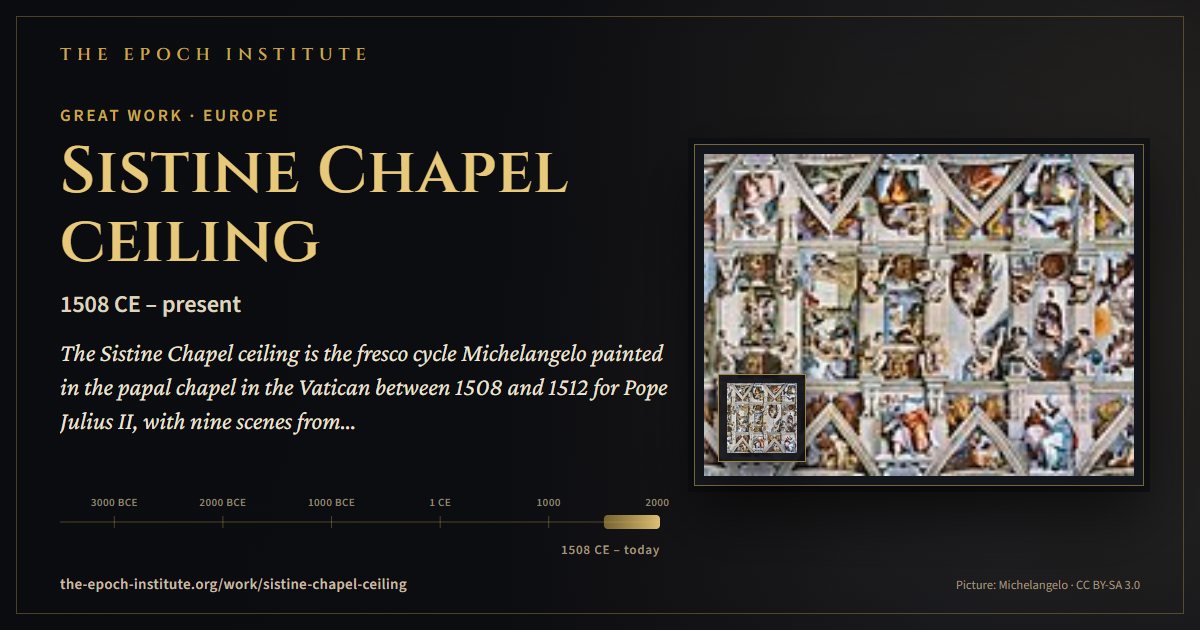 THE EPOCH INSTITUTE
GREAT WORK · EUROPE
SISTINE CHAPEL
CEILING
1508 CE – present
The Sistine Chapel ceiling is the fresco cycle Michelangelo painted
in the papal chapel in the Vatican between 1508 and 1512 for Pope
Julius II, with nine scenes from...
3000 BCE 2000 BCE 1000 BCE 1 CE 1000 2000
1508 CE – today
the-epoch-institute.org/work/sistine-chapel-ceiling
Picture: Michelangelo · CC BY-SA 3.0